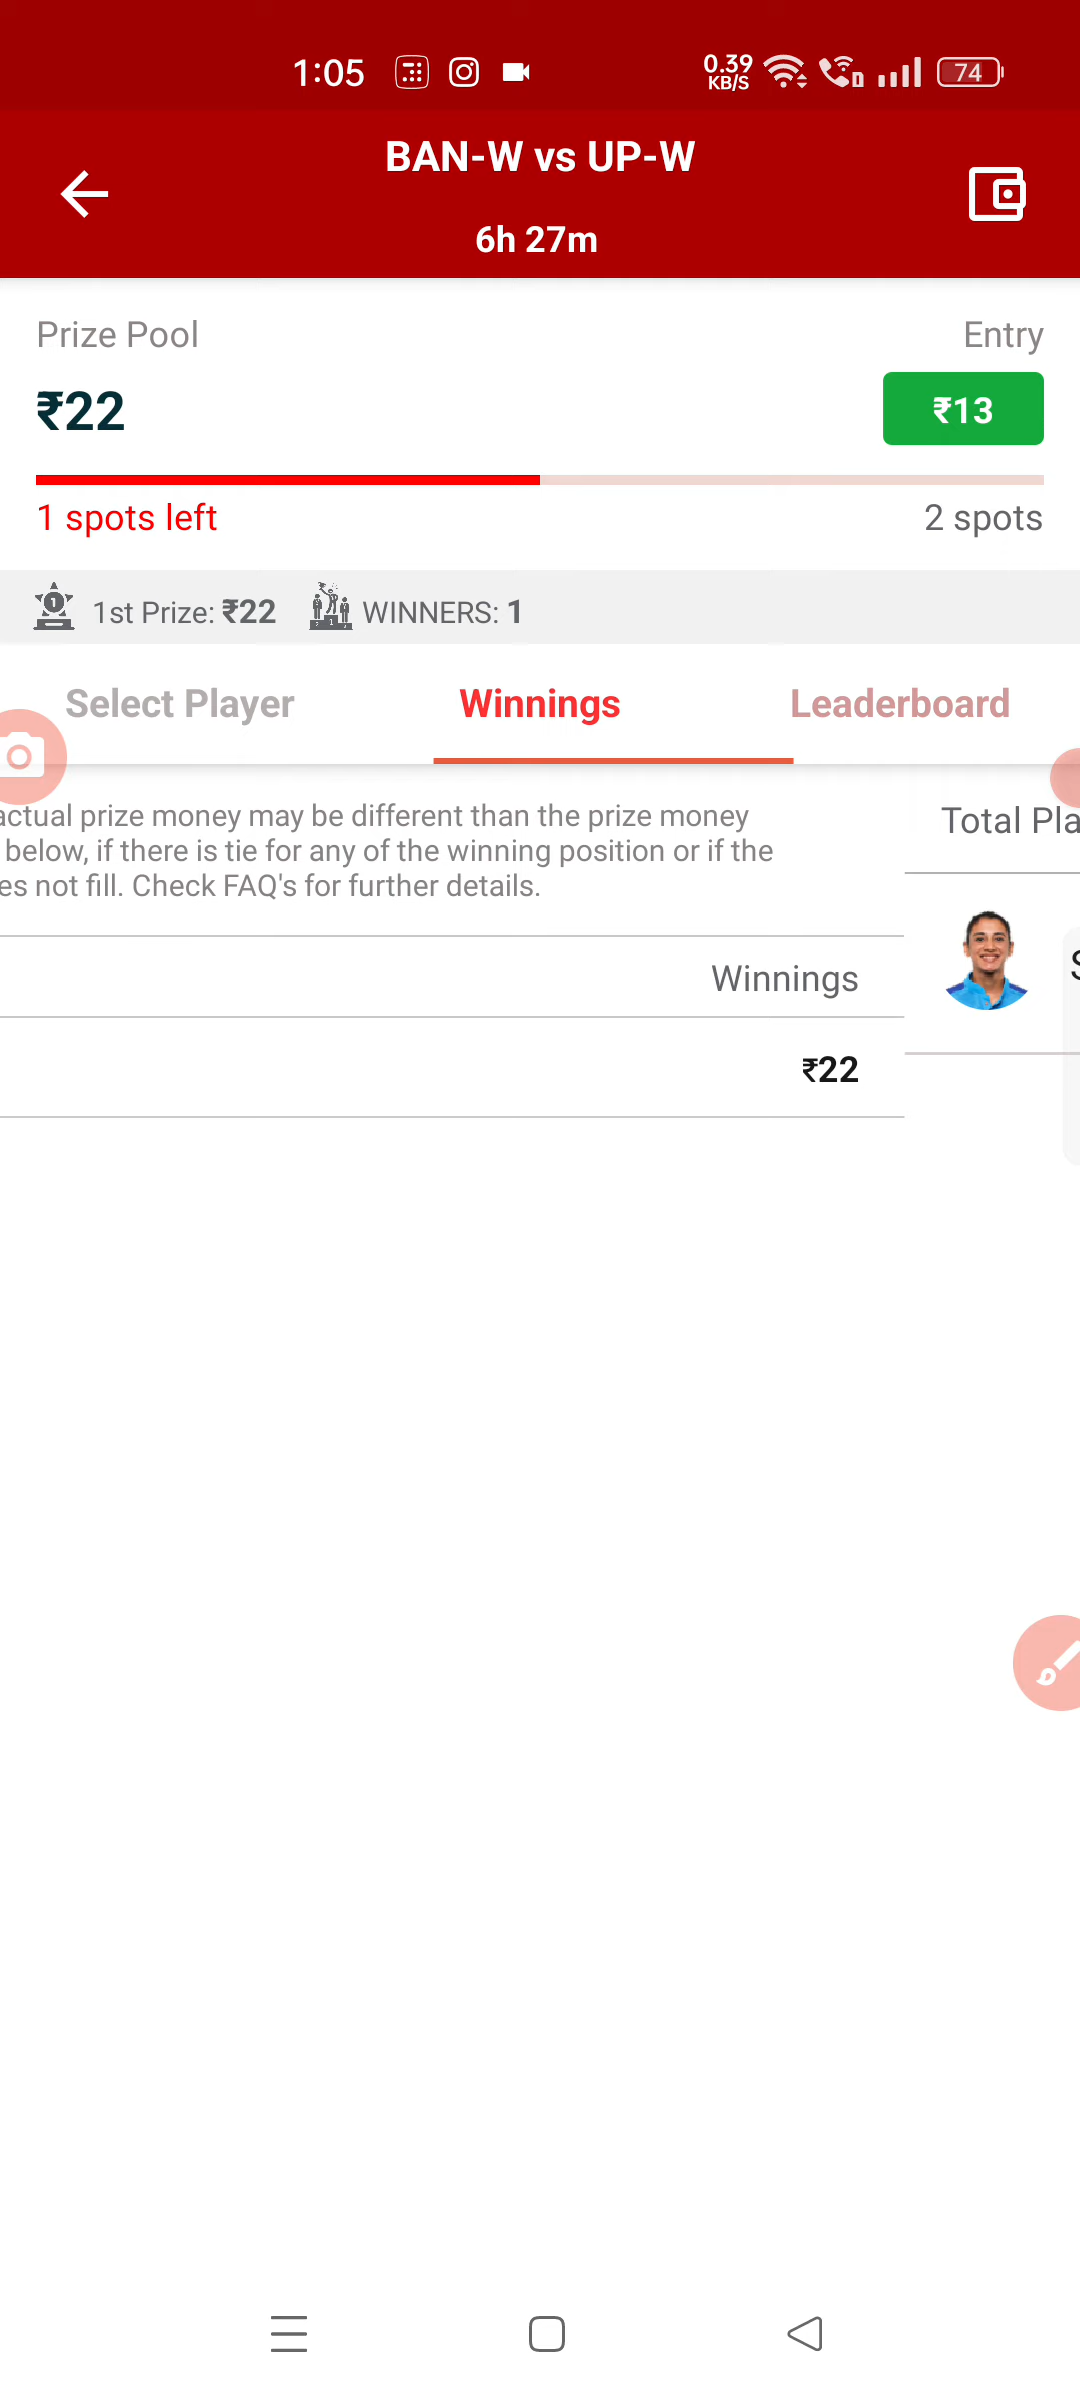 1:05
0.39
KB/S
74
BAN-W vs UP-W
6h 27m
Prize Pool
Entry
₹22
₹13
1 spots left
2 spots
1st Prize: ₹22
WINNERS: 1
Select Player
Winnings
Leaderboard
actual prize money may be different than the prize money
below, if there is tie for any of the winning position or if the
es not fill. Check FAQ's for further details.
Total Pla
Winnings
S
₹22